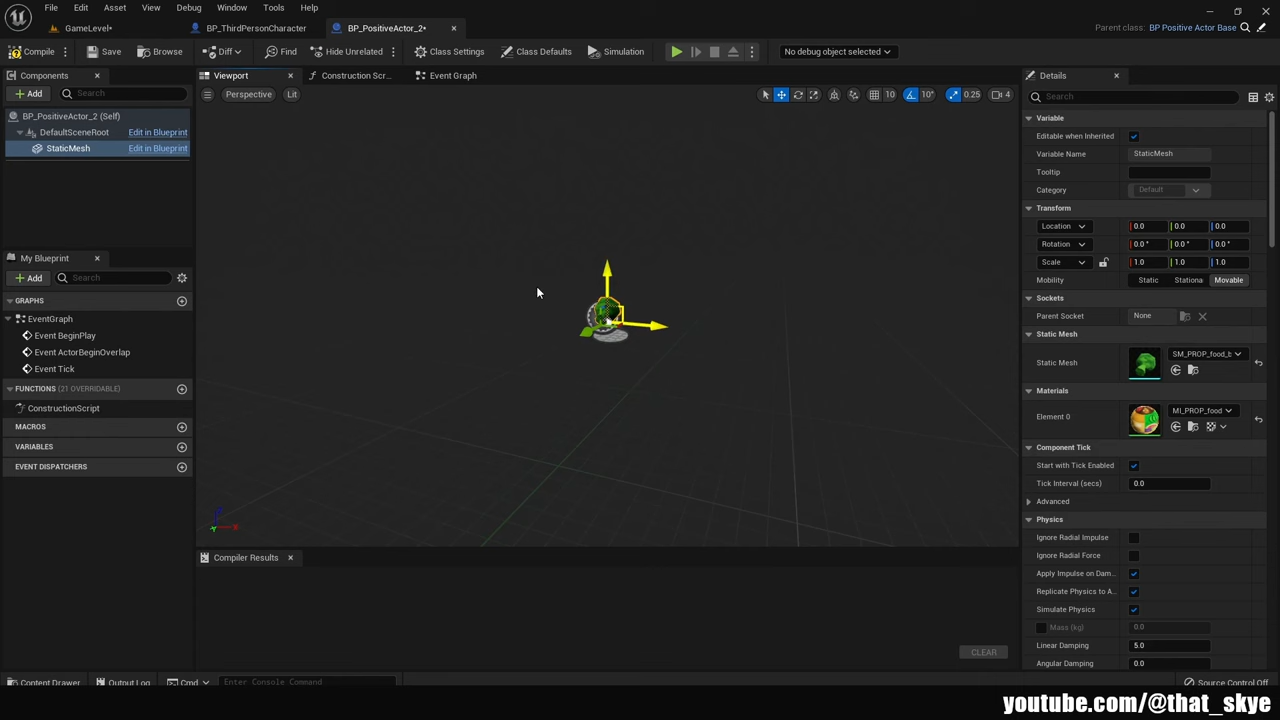 File Edit Asset View Debug Window Tools Help
GameLevel•
BP_ThirdPersonCharacter
BP_PositiveActor_2•
Parent class: BP Positive Actor Base
Compile
Save
Browse
Diff
Find
Hide Unrelated
Class Settings
Class Defaults
Simulation
No debug object selected
Components
Add
Search
BP_PositiveActor_2 (Self)
DefaultSceneRoot Edit in Blueprint
StaticMesh Edit in Blueprint
My Blueprint
Add
Search
GRAPHS
EventGraph
Event BeginPlay
Event ActorBeginOverlap
Event Tick
FUNCTIONS (21 OVERRIDABLE)
ConstructionScript
MACROS
VARIABLES
EVENT DISPATCHERS
Viewport
Construction Scr...
Event Graph
Perspective
Lit
10
10°
0.25
4
Compiler Results
CLEAR
Details
Search
Variable
Editable when Inherited
Variable Name StaticMesh
Tooltip
Category Default
Transform
Location 0.0 0.0 0.0
Rotation 0.0 ° 0.0 ° 0.0 °
Scale 1.0 1.0 1.0
Mobility Static Stationa Movable
Sockets
Parent Socket None
Static Mesh
Static Mesh SM_PROP_food_b
Materials
Element 0 MI_PROP_food
Component Tick
Start with Tick Enabled
Tick Interval (secs) 0.0
Advanced
Physics
Ignore Radial Impulse
Ignore Radial Force
Apply Impulse on Dam...
Replicate Physics to A...
Simulate Physics
Mass (kg) 0.0
Linear Damping 5.0
Angular Damping 0.0
Content Drawer
Output Log
Cmd
Enter Console Command
Source Control Off
youtube.com/@that_skye